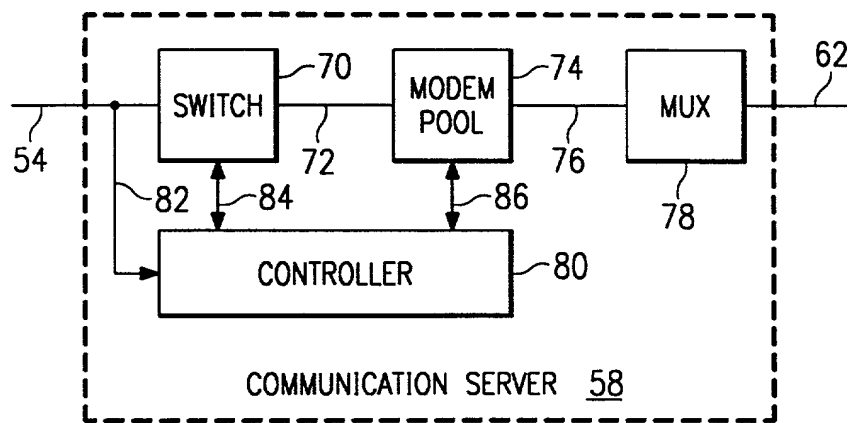 70
74
62
SWITCH
MODEM
POOL
MUX
54
72
76
78
82
84
86
CONTROLLER
80
COMMUNICATION SERVER 58